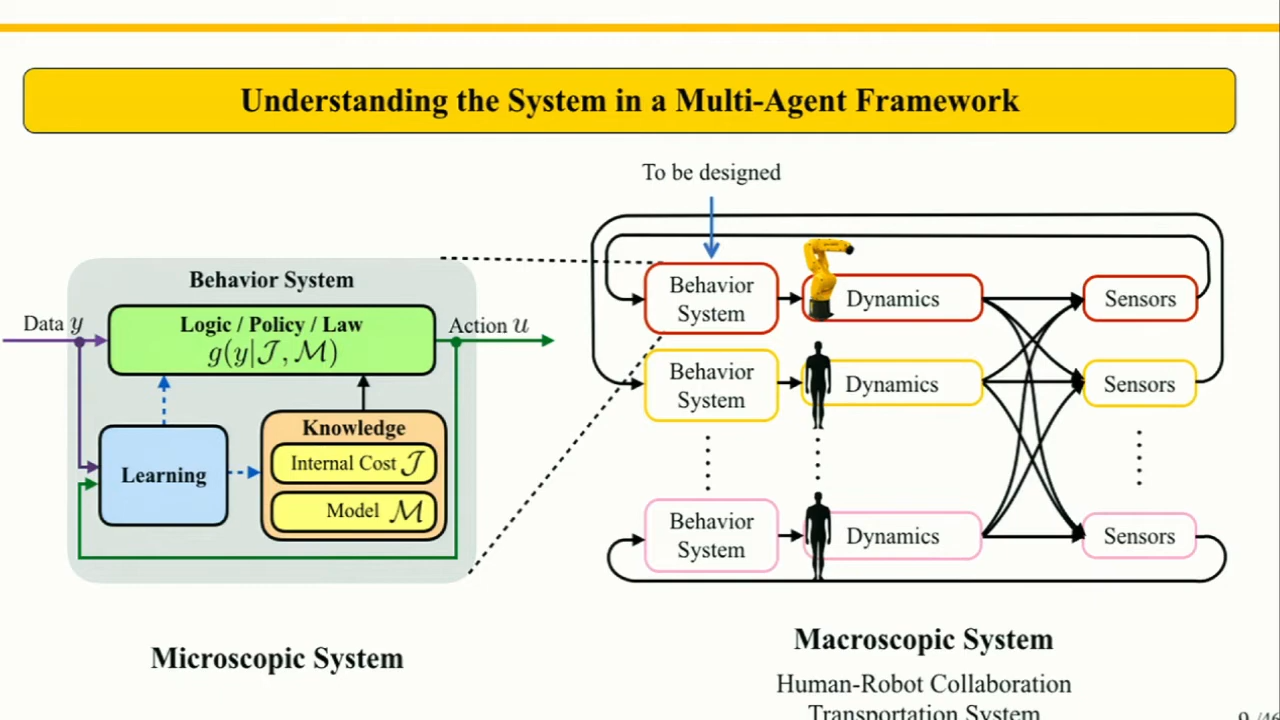 Understanding the System in a Multi-Agent Framework
To be designed
Behavior System
Data y
Logic / Policy / Law
g(y|𝒥, ℳ)
Action u
Learning
Knowledge
Internal Cost 𝒥
Model ℳ
Microscopic System
Behavior
System
Dynamics
Sensors
Behavior
System
Dynamics
Sensors
Behavior
System
Dynamics
Sensors
Macroscopic System
Human-Robot Collaboration
Transportation System